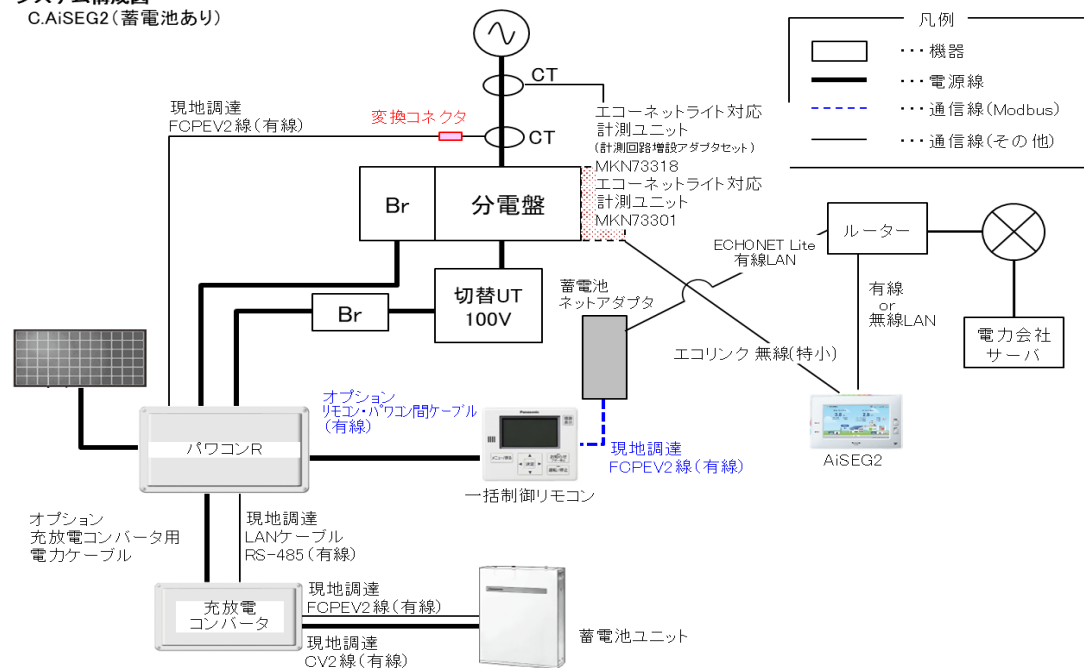 システム構成図
C.AiSEG2(蓄電池あり)
凡例
･･･機器
･･･電源線
･･･通信線(Modbus)
･･･通信線(その他)
CT
現地調達
FCPEV2線(有線)
変換コネクタ
CT
エコーネットライト対応
計測ユニット
(計測回路増設アダプタセット)
MKN73318
エコーネットライト対応
計測ユニット
MKN73301
Br
分電盤
ECHONET Lite
有線LAN
ルーター
蓄電池
ネットアダプタ
切替UT
100V
Br
有線
or
無線LAN
電力会社
サーバ
エコリンク 無線(特小)
オプション
リモコン・パワコン間ケーブル
(有線)
パワコンR
Panasonic
現地調達
FCPEV2線(有線)
AiSEG2
一括制御リモコン
オプション
充放電コンバータ用
電力ケーブル
現地調達
LANケーブル
RS-485(有線)
充放電
コンバータ
現地調達
FCPEV2線(有線)
現地調達
CV2線(有線)
蓄電池ユニット